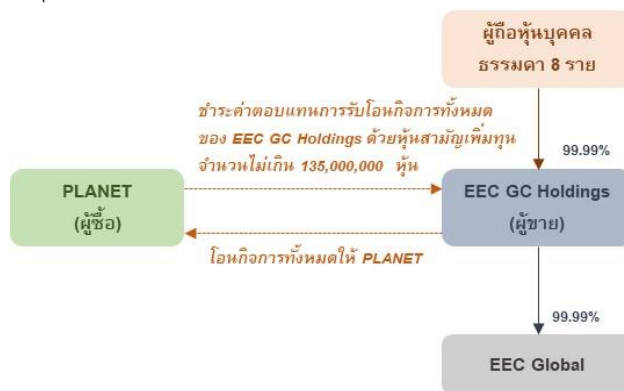 ผู้ถือหุ้นบุคคล
ธรรมดา 8 ราย
ชำระค่าตอบแทนการรับโอนกิจการทั้งหมด
ของ EEC GC Holdings ด้วยหุ้นสามัญเพิ่มทุน
จำนวนไม่เกิน 135,000,000 หุ้น
99.99%
PLANET
(ผู้ซื้อ)
EEC GC Holdings
(ผู้ขาย)
โอนกิจการทั้งหมดให้ PLANET
99.99%
EEC Global